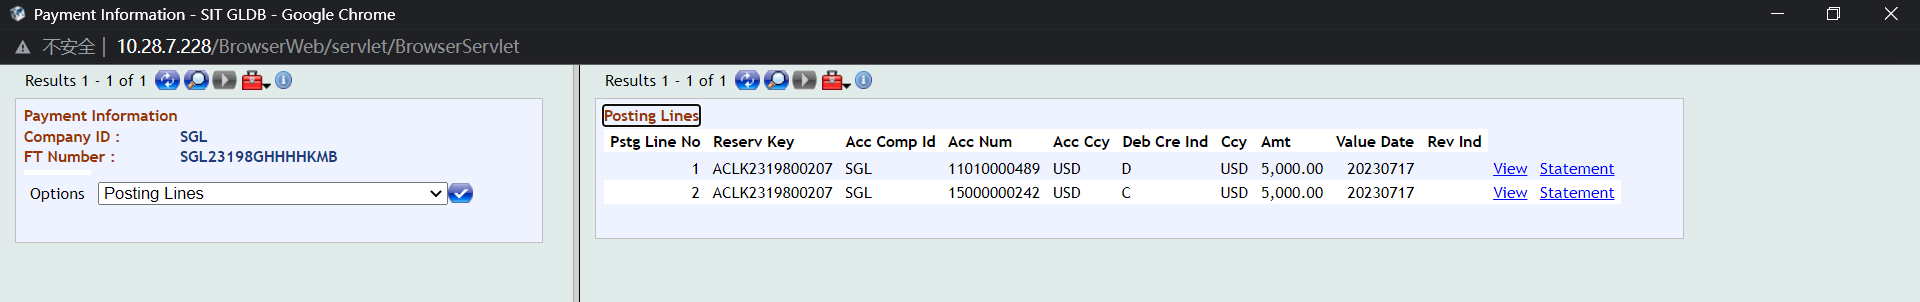 Payment Information - SIT GLDB - Google Chrome
不安全 | 10.28.7.228/BrowserWeb/servlet/BrowserServlet
Results 1 - 1 of 1
Payment Information
Company ID : SGL
FT Number : SGL23198GHHHHKMB
Options Posting Lines
Results 1 - 1 of 1
Posting Lines
Pstg Line No Reserv Key Acc Comp Id Acc Num Acc Ccy Deb Cre Ind Ccy Amt Value Date Rev Ind
1 ACLK2319800207 SGL 11010000489 USD D USD 5,000.00 20230717 View Statement
2 ACLK2319800207 SGL 15000000242 USD C USD 5,000.00 20230717 View Statement